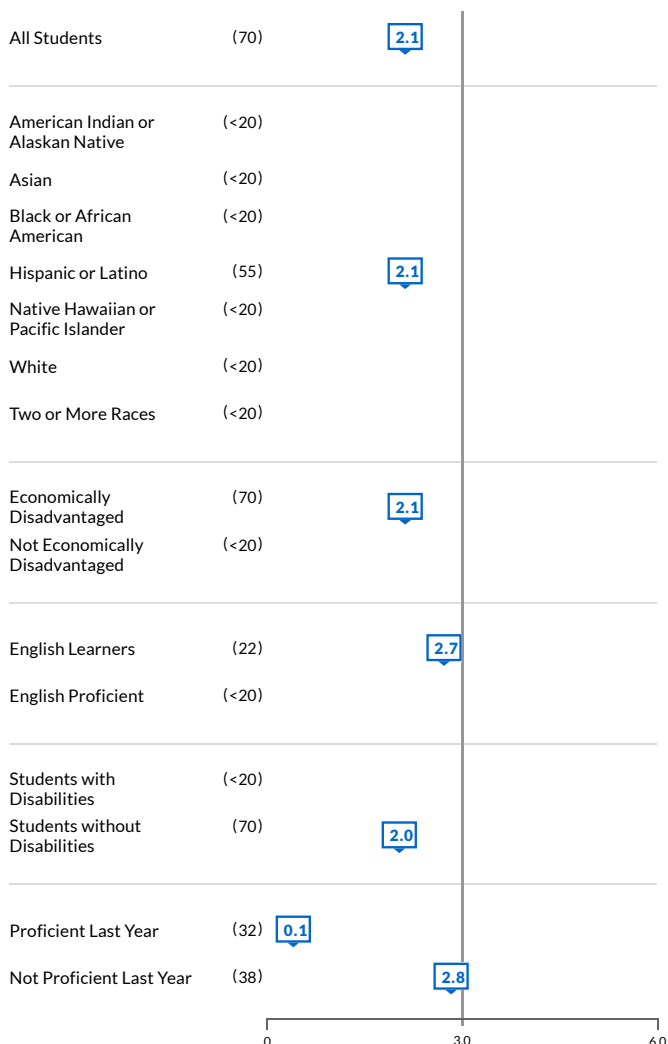 All Students (70) 2.1
American Indian or (<20)
Alaskan Native
Asian (<20)
Black or African (<20)
American
Hispanic or Latino (55) 2.1
Native Hawaiian or (<20)
Pacific Islander
White (<20)
Two or More Races (<20)
Economically (70) 2.1
Disadvantaged
Not Economically (<20)
Disadvantaged
English Learners (22) 2.7
English Proficient (<20)
Students with (<20)
Disabilities
Students without (70) 2.0
Disabilities
Proficient Last Year (32) 0.1
Not Proficient Last Year (38) 2.8
0 3.0 6.0